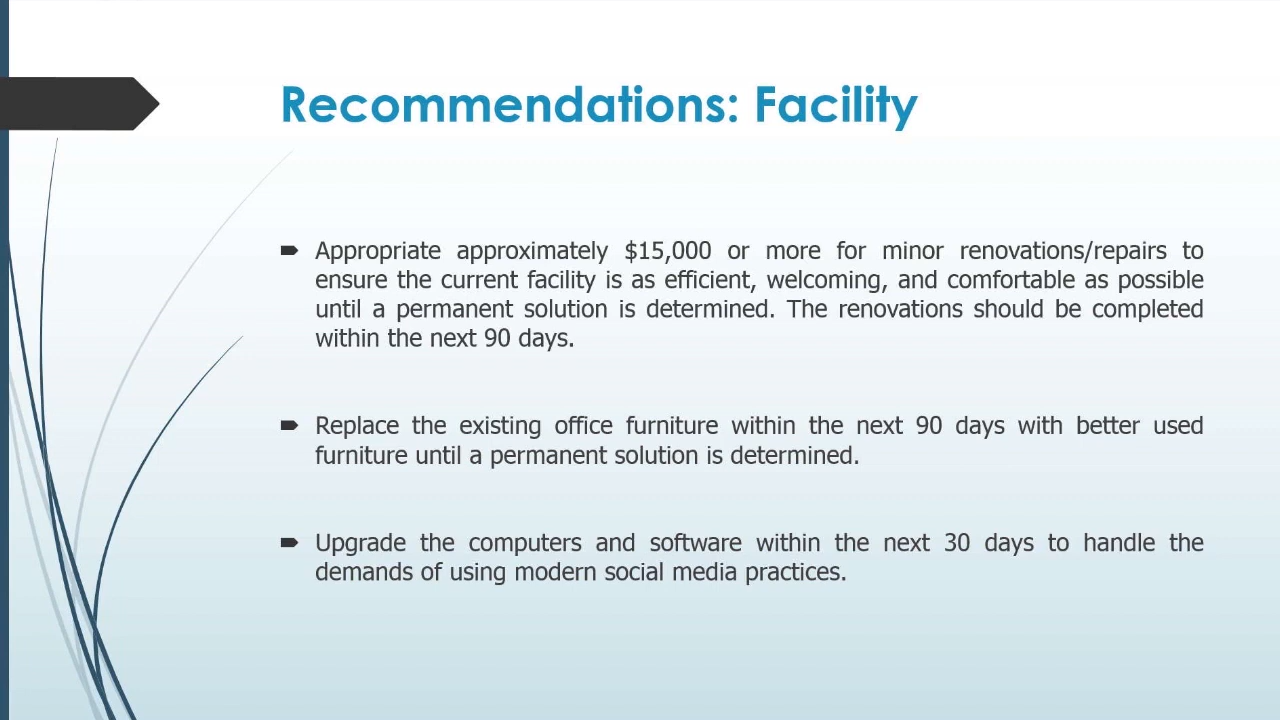 Recommendations: Facility
Appropriate approximately $15,000 or more for minor renovations/repairs to
ensure the current facility is as efficient, welcoming, and comfortable as possible
until a permanent solution is determined. The renovations should be completed
within the next 90 days.
Replace the existing office furniture within the next 90 days with better used
furniture until a permanent solution is determined.
Upgrade the computers and software within the next 30 days to handle the
demands of using modern social media practices.